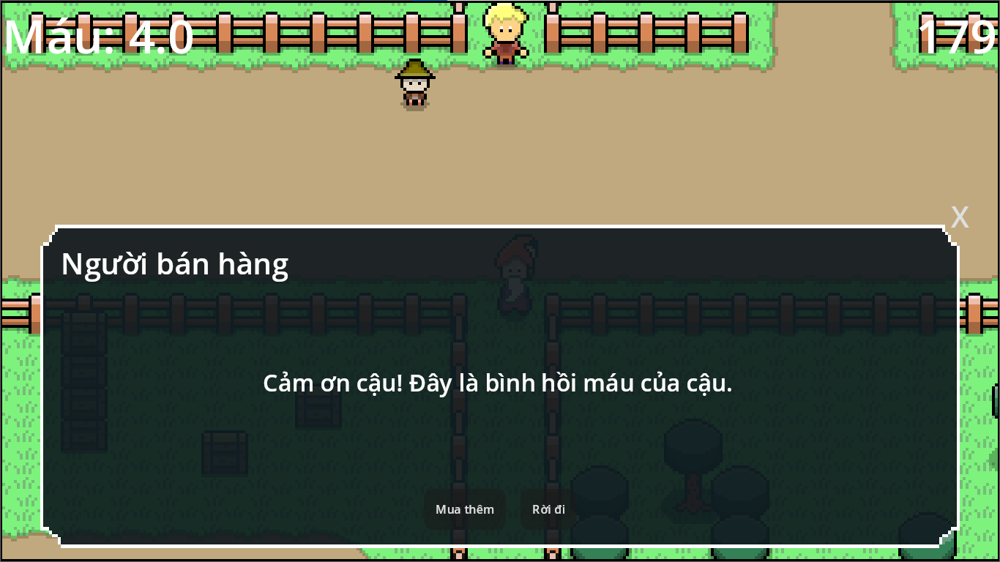 Máu: 4.0
179
X
Người bán hàng
Cảm ơn cậu! Đây là bình hồi máu của cậu.
Mua thêm
Rời đi